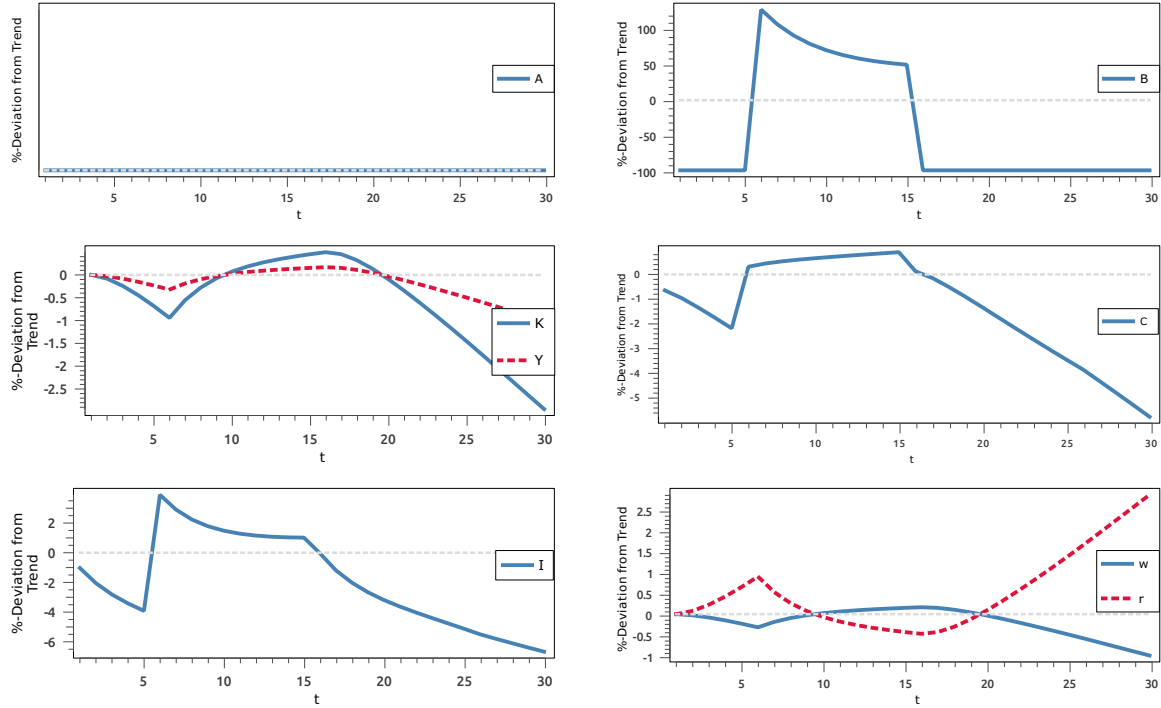 %-Deviation from Trend
A
5 10 15 20 25 30
t
%-Deviation from Trend
100
50
0
-50
-100
B
5 10 15 20 25 30
t
%-Deviation from
Trend
0
-0.5
-1
-1.5
-2
-2.5
K
Y
5 10 15 20 25 30
t
%-Deviation from Trend
0
-1
-2
-3
-4
-5
C
5 10 15 20 25 30
t
%-Deviation from
Trend
2
0
-2
-4
-6
I
5 10 15 20 25 30
t
%-Deviation from Trend
2.5
2
1.5
1
0.5
0
-0.5
-1
w
r
5 10 15 20 25 30
t